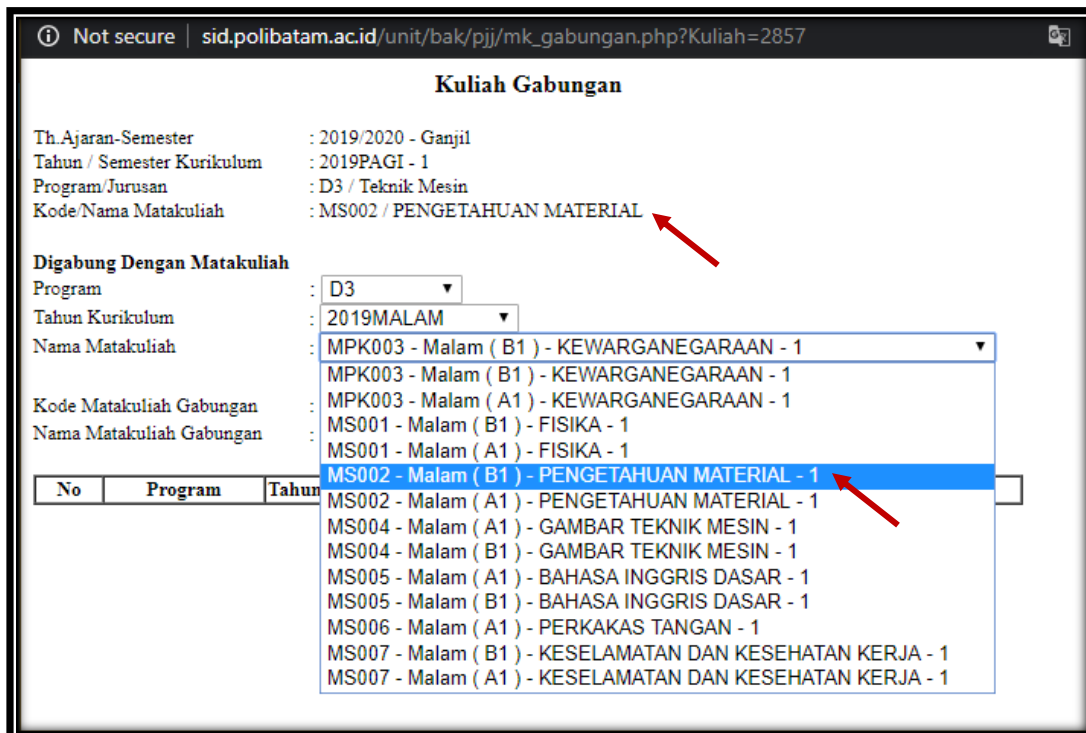 Not secure | sid.polibatam.ac.id/unit/bak/pjj/mk_gabungan.php?Kuliah=2857
Kuliah Gabungan
Th.Ajaran-Semester : 2019/2020 - Ganjil
Tahun / Semester Kurikulum : 2019PAGI - 1
Program/Jurusan : D3 / Teknik Mesin
Kode/Nama Matakuliah : MS002 / PENGETAHUAN MATERIAL
Digabung Dengan Matakuliah
Program : D3
Tahun Kurikulum : 2019MALAM
Nama Matakuliah : MPK003 - Malam ( B1 ) - KEWARGANEGARAAN - 1
MPK003 - Malam ( B1 ) - KEWARGANEGARAAN - 1
MPK003 - Malam ( A1 ) - KEWARGANEGARAAN - 1
MS001 - Malam ( B1 ) - FISIKA - 1
MS001 - Malam ( A1 ) - FISIKA - 1
MS002 - Malam ( B1 ) - PENGETAHUAN MATERIAL - 1
MS002 - Malam ( A1 ) - PENGETAHUAN MATERIAL - 1
MS004 - Malam ( A1 ) - GAMBAR TEKNIK MESIN - 1
MS004 - Malam ( B1 ) - GAMBAR TEKNIK MESIN - 1
MS005 - Malam ( A1 ) - BAHASA INGGRIS DASAR - 1
MS005 - Malam ( B1 ) - BAHASA INGGRIS DASAR - 1
MS006 - Malam ( A1 ) - PERKAKAS TANGAN - 1
MS007 - Malam ( B1 ) - KESELAMATAN DAN KESEHATAN KERJA - 1
MS007 - Malam ( A1 ) - KESELAMATAN DAN KESEHATAN KERJA - 1
Kode Matakuliah Gabungan :
Nama Matakuliah Gabungan :
No Program Tahun